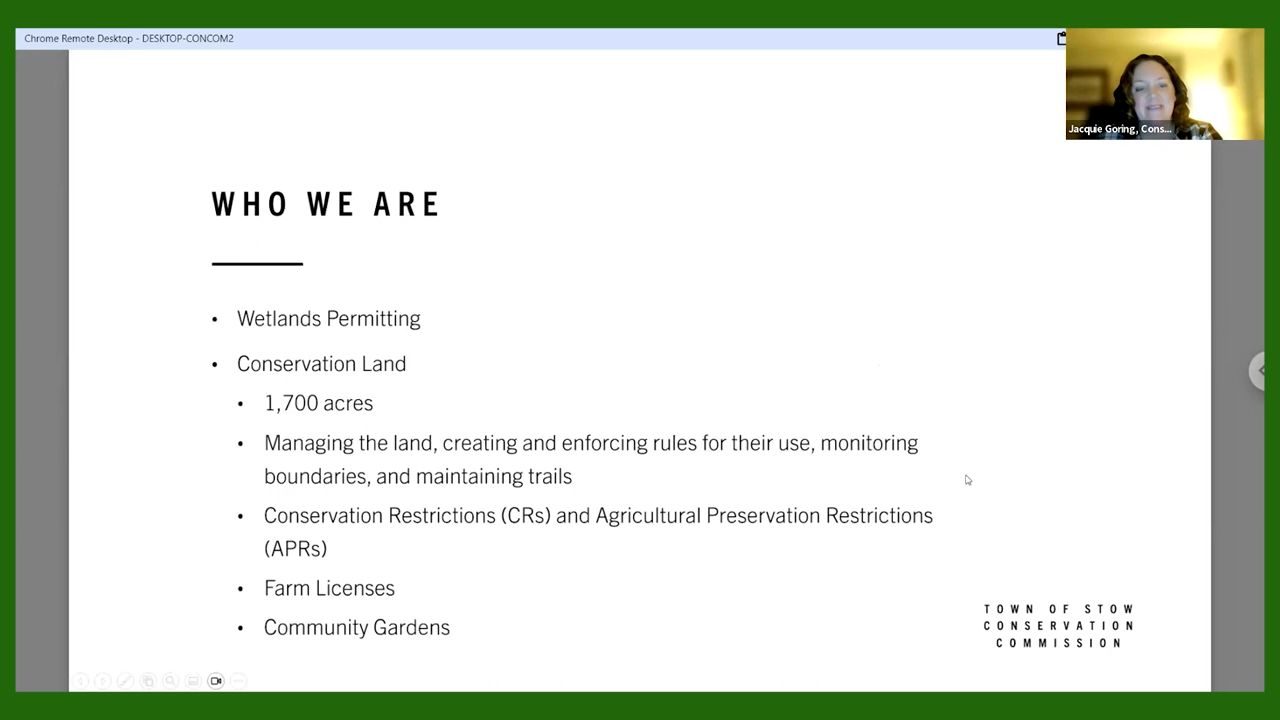 Chrome Remote Desktop - DESKTOP-CONCOM2
Jacquie Goring, Cons...
WHO WE ARE
• Wetlands Permitting
• Conservation Land
• 1,700 acres
• Managing the land, creating and enforcing rules for their use, monitoring
boundaries, and maintaining trails
• Conservation Restrictions (CRs) and Agricultural Preservation Restrictions
(APRs)
• Farm Licenses
• Community Gardens
TOWN OF STOW
CONSERVATION
COMMISSION